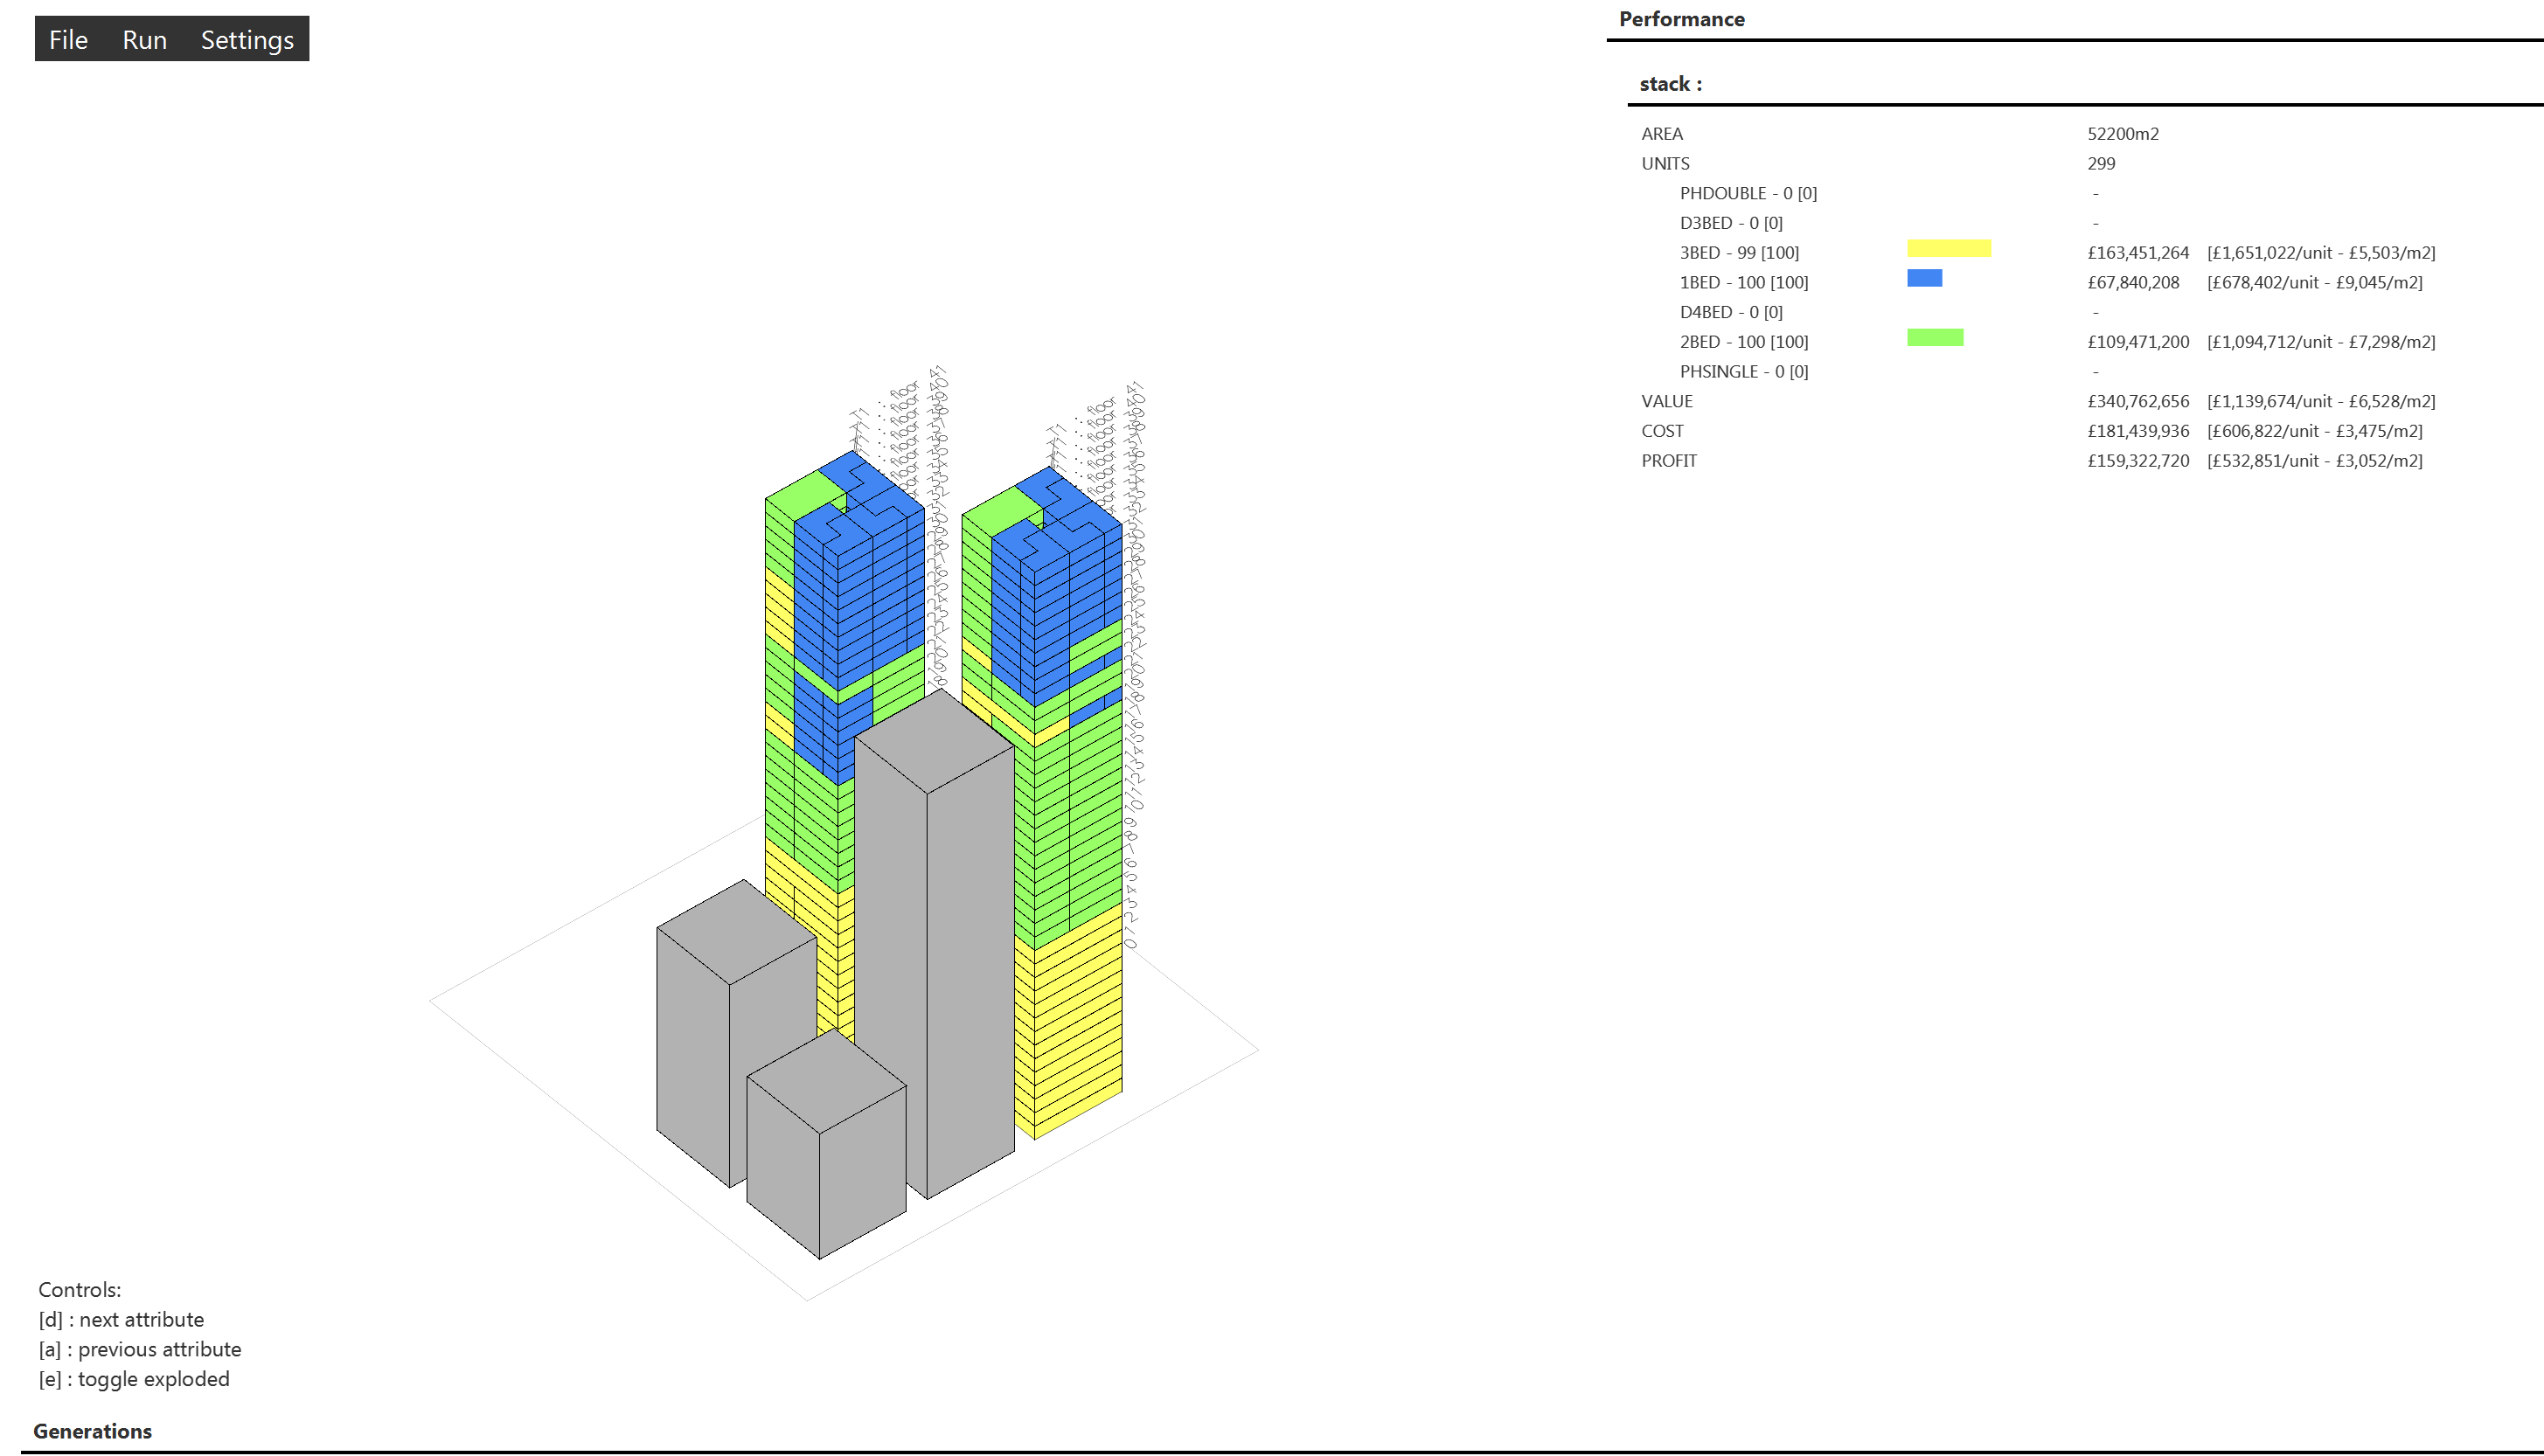 File Run Settings
Performance
stack :
AREA 52200m2
UNITS 299
PHDOUBLE - 0 [0] -
D3BED - 0 [0] -
3BED - 99 [100] £163,451,264 [£1,651,022/unit - £5,503/m2]
1BED - 100 [100] £67,840,208 [£678,402/unit - £9,045/m2]
D4BED - 0 [0] -
2BED - 100 [100] £109,471,200 [£1,094,712/unit - £7,298/m2]
PHSINGLE - 0 [0] -
VALUE £340,762,656 [£1,139,674/unit - £6,528/m2]
COST £181,439,936 [£606,822/unit - £3,475/m2]
PROFIT £159,322,720 [£532,851/unit - £3,052/m2]
Controls:
[d] : next attribute
[a] : previous attribute
[e] : toggle exploded
Generations